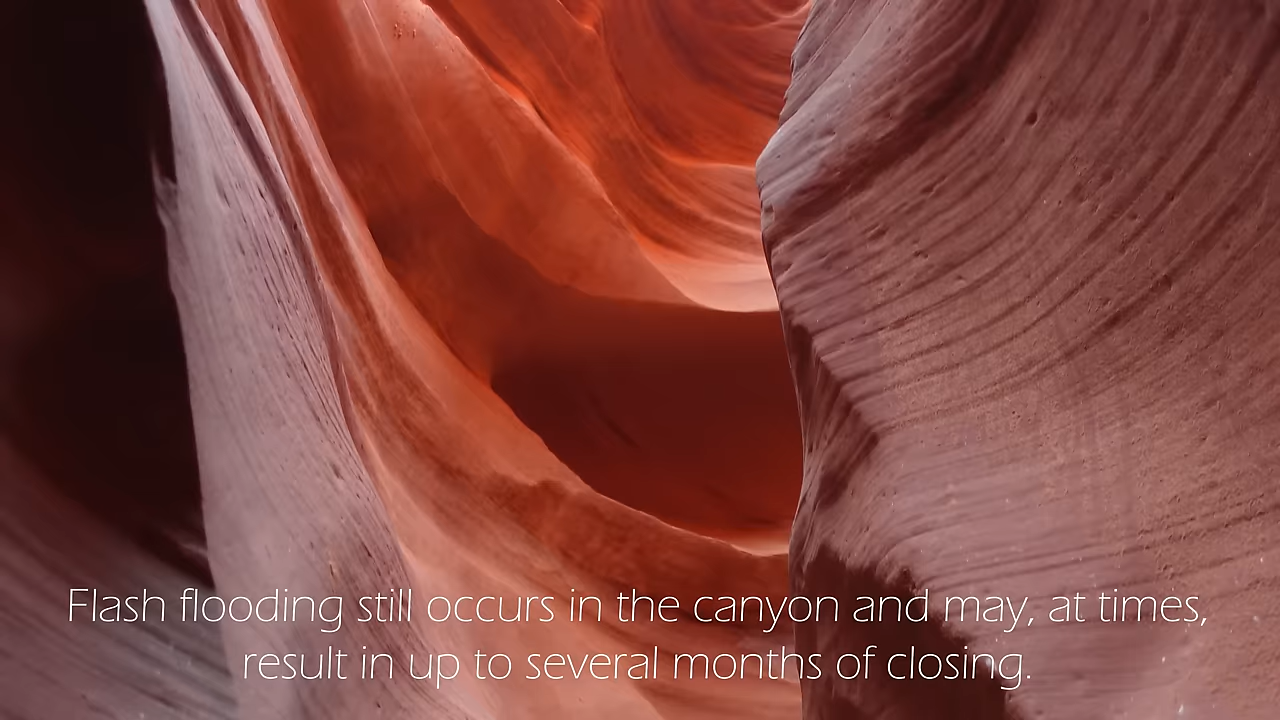 Flash flooding still occurs in the canyon and may, at times,
result in up to several months of closing.